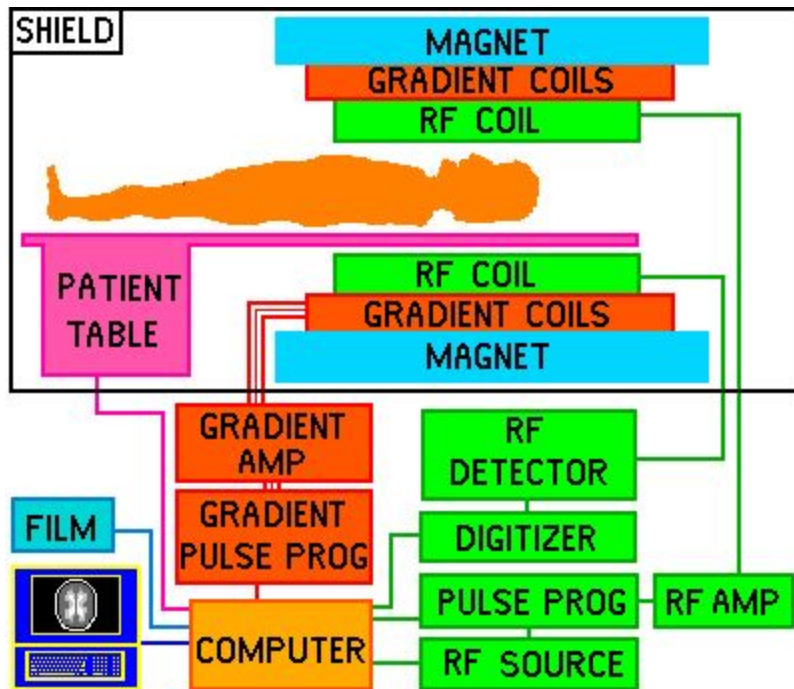 SHIELD
MAGNET
GRADIENT COILS
RF COIL
RF COIL
GRADIENT COILS
MAGNET
PATIENT
TABLE
GRADIENT
AMP
RF
DETECTOR
FILM
GRADIENT
PULSE PROG
DIGITIZER
PULSE PROG
RF AMP
COMPUTER
RF SOURCE